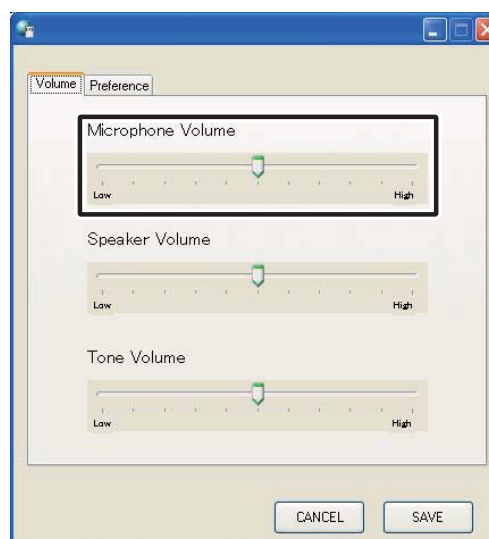 Volume Preference
Microphone Volume
Low High
Speaker Volume
Low High
Tone Volume
Low High
CANCEL SAVE